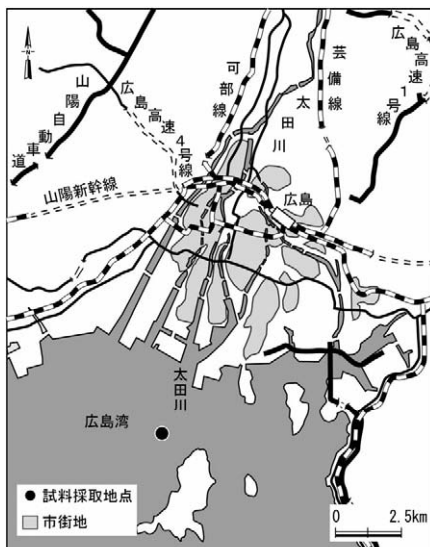 山陽自動車道
広島高速4号線
可部線
太田川
芸備線
広島高速1号線
山陽新幹線
広島
太田川
広島湾
試料採取地点
市街地
0 2.5km